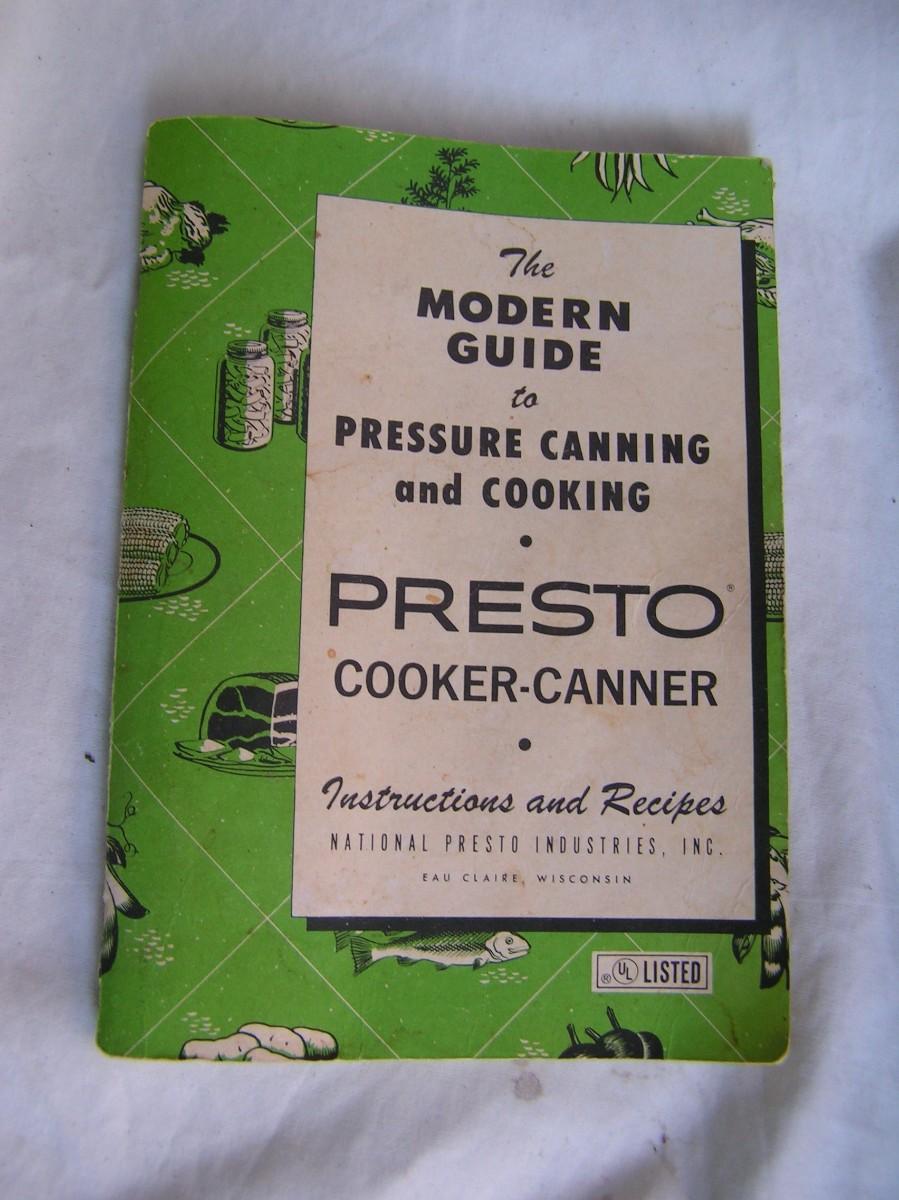 The
MODERN
GUIDE
to
PRESSURE CANNING
and COOKING
•
PRESTO®
COOKER-CANNER
•
Instructions and Recipes
NATIONAL PRESTO INDUSTRIES, INC.
EAU CLAIRE, WISCONSIN
® UL LISTED